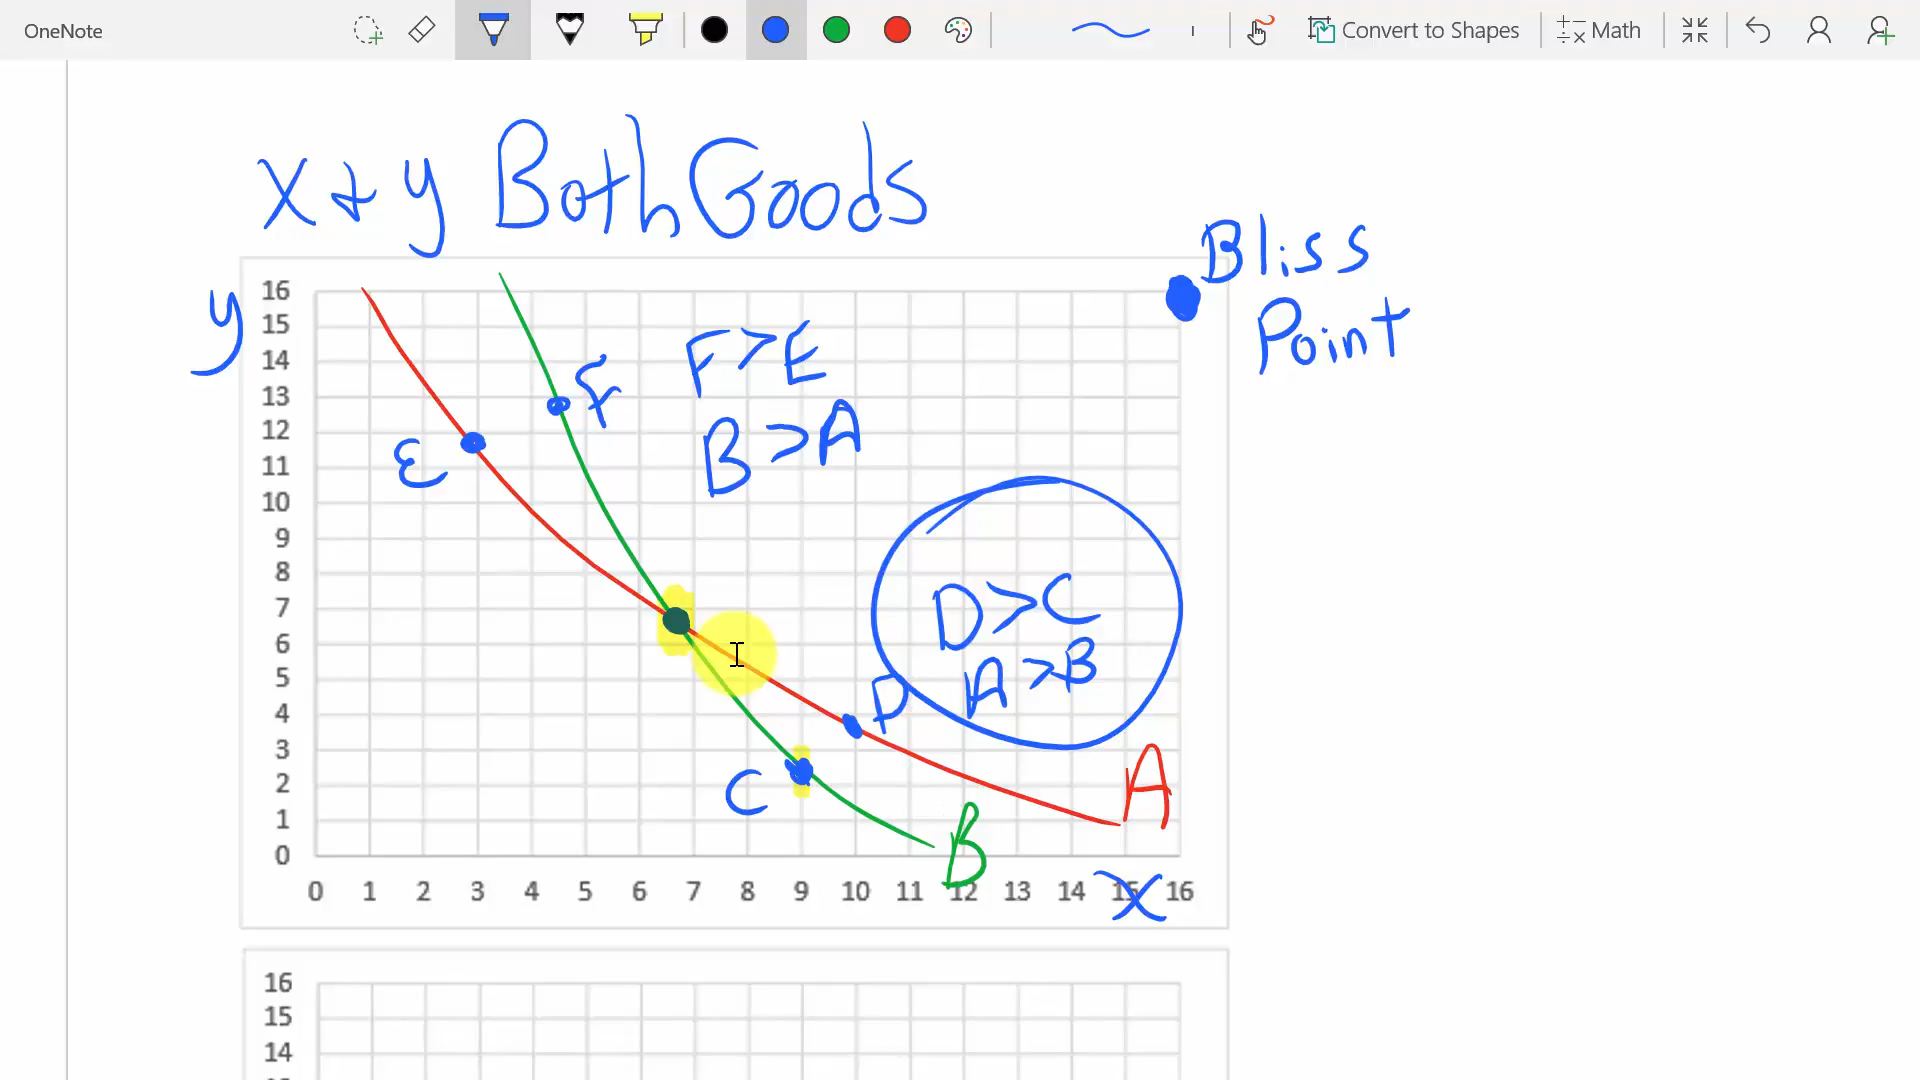 OneNote
Convert to Shapes
Math
X + y Both Goods
Bliss
Point
y
16
15
14
13
12
11
10
9
8
7
6
5
4
3
2
1
0
F > E
B > A
F
E
D > C
A > B
D
C
A
B
0 1 2 3 4 5 6 7 8 9 10 11 12 13 14 15 16
X
16
15
14